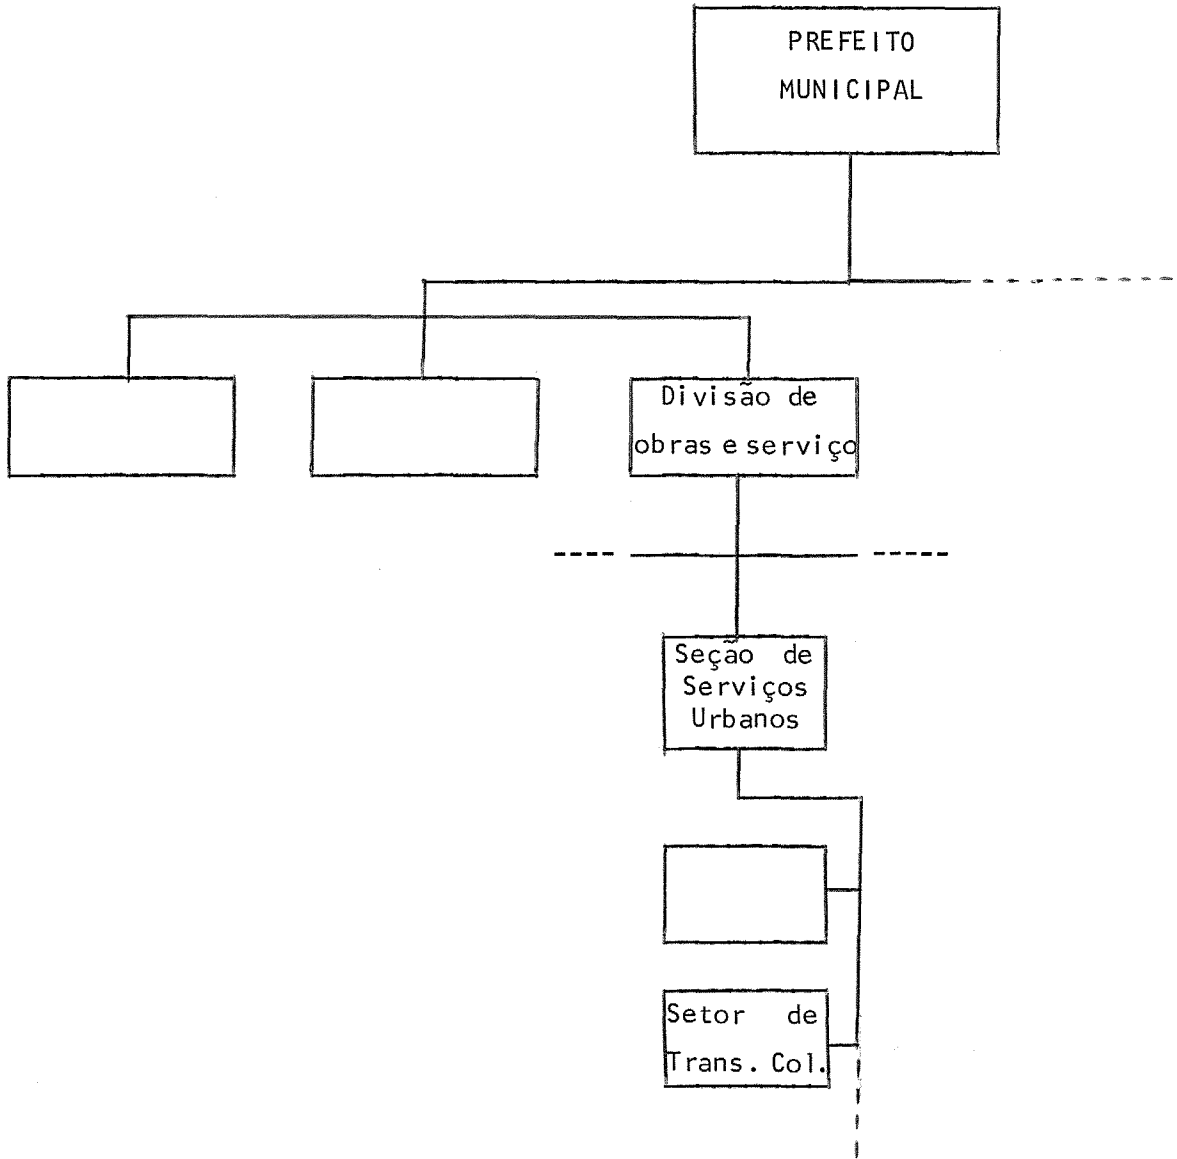 PREFEITO
MUNICIPAL
Divisão de
obras e serviço
Seção de
Serviços
Urbanos
Setor de
Trans. Col.